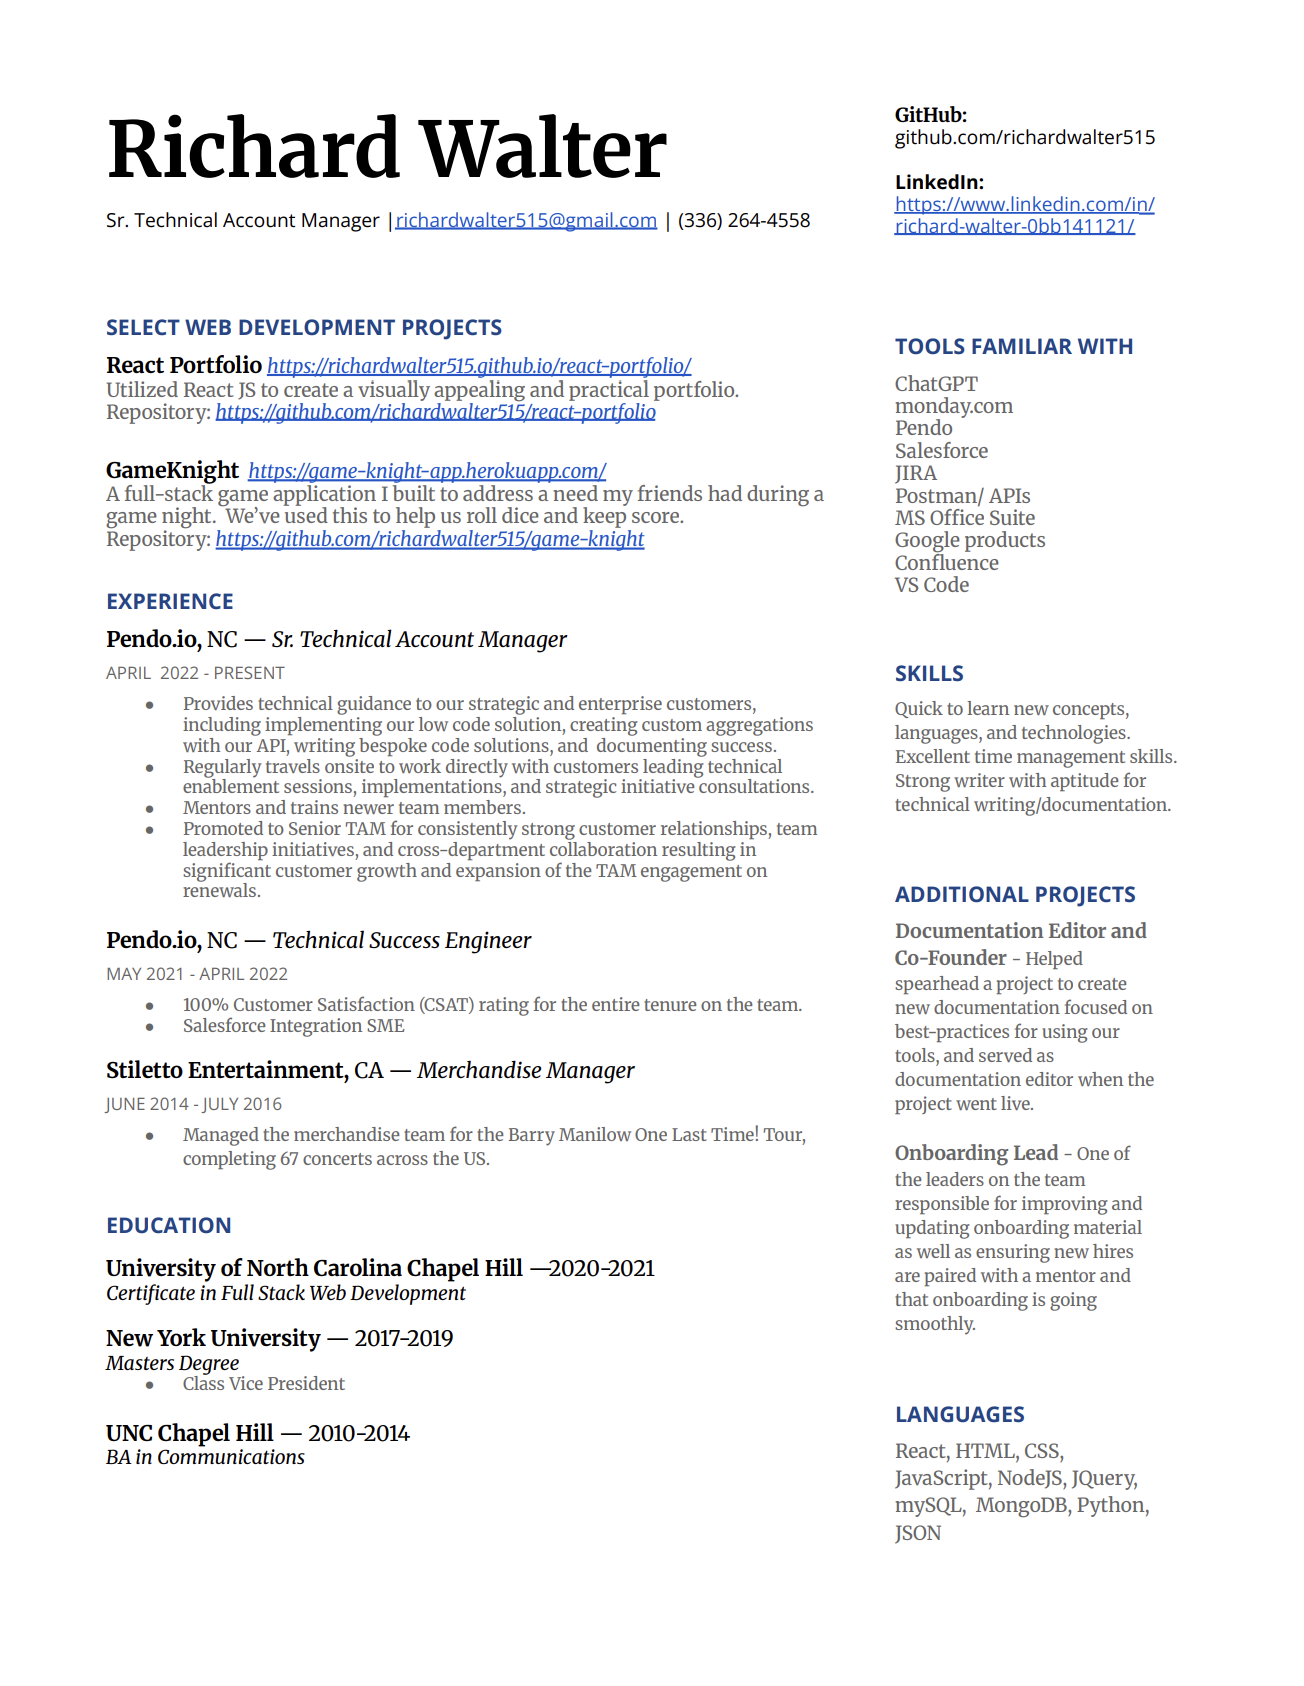 Richard Walter
Sr. Technical Account Manager |richardwalter515@gmail.com | (336) 264-4558
GitHub:
github.com/richardwalter515
LinkedIn:
https://www.linkedin.com/in/
richard-walter-0bb141121/
SELECT WEB DEVELOPMENT PROJECTS
React Portfolio https://richardwalter515.github.io/react-portfolio/
Utilized React JS to create a visually appealing and practical portfolio.
Repository: https://github.com/richardwalter515/react-portfolio
GameKnight https://game-knight-app.herokuapp.com/
A full-stack game application I built to address a need my friends had during a
game night. We've used this to help us roll dice and keep score.
Repository: https://github.com/richardwalter515/game-knight
EXPERIENCE
Pendo.io, NC — Sr. Technical Account Manager
APRIL 2022 - PRESENT
● Provides technical guidance to our strategic and enterprise customers,
including implementing our low code solution, creating custom aggregations
with our API, writing bespoke code solutions, and documenting success.
● Regularly travels onsite to work directly with customers leading technical
enablement sessions, implementations, and strategic initiative consultations.
● Mentors and trains newer team members.
● Promoted to Senior TAM for consistently strong customer relationships, team
leadership initiatives, and cross-department collaboration resulting in
significant customer growth and expansion of the TAM engagement on
renewals.
Pendo.io, NC — Technical Success Engineer
MAY 2021 - APRIL 2022
● 100% Customer Satisfaction (CSAT) rating for the entire tenure on the team.
● Salesforce Integration SME
Stiletto Entertainment, CA — Merchandise Manager
JUNE 2014 - JULY 2016
● Managed the merchandise team for the Barry Manilow One Last Time! Tour,
completing 67 concerts across the US.
EDUCATION
University of North Carolina Chapel Hill —2020-2021
Certificate in Full Stack Web Development
New York University — 2017-2019
Masters Degree
● Class Vice President
UNC Chapel Hill — 2010-2014
BA in Communications
TOOLS FAMILIAR WITH
ChatGPT
monday.com
Pendo
Salesforce
JIRA
Postman/ APIs
MS Office Suite
Google products
Confluence
VS Code
SKILLS
Quick to learn new concepts,
languages, and technologies.
Excellent time management skills.
Strong writer with aptitude for
technical writing/documentation.
ADDITIONAL PROJECTS
Documentation Editor and
Co-Founder - Helped
spearhead a project to create
new documentation focused on
best-practices for using our
tools, and served as
documentation editor when the
project went live.
Onboarding Lead - One of
the leaders on the team
responsible for improving and
updating onboarding material
as well as ensuring new hires
are paired with a mentor and
that onboarding is going
smoothly.
LANGUAGES
React, HTML, CSS,
JavaScript, NodeJS, JQuery,
mySQL, MongoDB, Python,
JSON